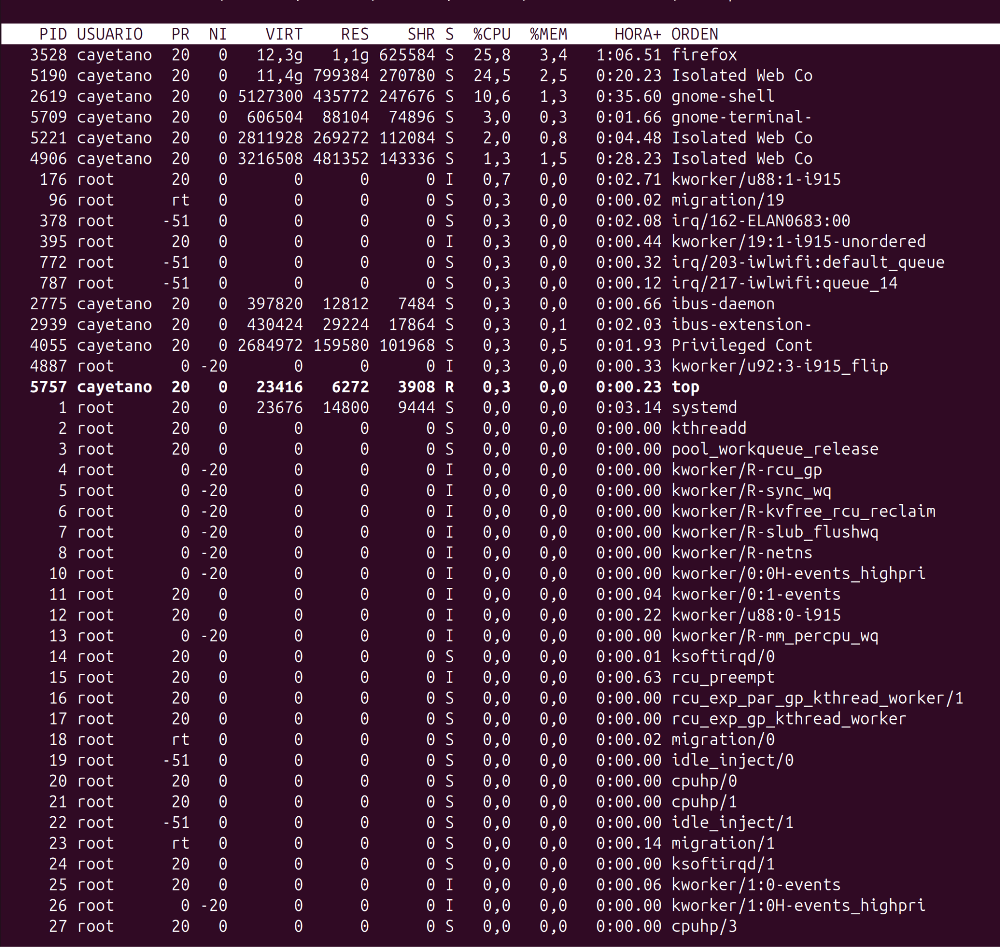 PID USUARIO PR NI VIRT RES SHR S %CPU %MEM HORA+ ORDEN
3528 cayetano 20 0 12,3g 1,1g 625584 S 25,8 3,4 1:06.51 firefox
5190 cayetano 20 0 11,4g 799384 270780 S 24,5 2,5 0:20.23 Isolated Web Co
2619 cayetano 20 0 5127300 435772 247676 S 10,6 1,3 0:35.60 gnome-shell
5709 cayetano 20 0 606504 88104 74896 S 3,0 0,3 0:01.66 gnome-terminal-
5221 cayetano 20 0 2811928 269272 112084 S 2,0 0,8 0:04.48 Isolated Web Co
4906 cayetano 20 0 3216508 481352 143336 S 1,3 1,5 0:28.23 Isolated Web Co
176 root 20 0 0 0 0 I 0,7 0,0 0:02.71 kworker/u88:1-i915
96 root rt 0 0 0 0 S 0,3 0,0 0:00.02 migration/19
378 root -51 0 0 0 0 S 0,3 0,0 0:02.08 irq/162-ELAN0683:00
395 root 20 0 0 0 0 I 0,3 0,0 0:00.44 kworker/19:1-i915-unordered
772 root -51 0 0 0 0 S 0,3 0,0 0:00.32 irq/203-iwlwifi:default_queue
787 root -51 0 0 0 0 S 0,3 0,0 0:00.12 irq/217-iwlwifi:queue_14
2775 cayetano 20 0 397820 12812 7484 S 0,3 0,0 0:00.66 ibus-daemon
2939 cayetano 20 0 430424 29224 17864 S 0,3 0,1 0:02.03 ibus-extension-
4055 cayetano 20 0 2684972 159580 101968 S 0,3 0,5 0:01.93 Privileged Cont
4887 root 0 -20 0 0 0 I 0,3 0,0 0:00.33 kworker/u92:3-i915_flip
5757 cayetano 20 0 23416 6272 3908 R 0,3 0,0 0:00.23 top
1 root 20 0 23676 14800 9444 S 0,0 0,0 0:03.14 systemd
2 root 20 0 0 0 0 S 0,0 0,0 0:00.00 kthreadd
3 root 20 0 0 0 0 S 0,0 0,0 0:00.00 pool_workqueue_release
4 root 0 -20 0 0 0 I 0,0 0,0 0:00.00 kworker/R-rcu_gp
5 root 0 -20 0 0 0 I 0,0 0,0 0:00.00 kworker/R-sync_wq
6 root 0 -20 0 0 0 I 0,0 0,0 0:00.00 kworker/R-kvfree_rcu_reclaim
7 root 0 -20 0 0 0 I 0,0 0,0 0:00.00 kworker/R-slub_flushwq
8 root 0 -20 0 0 0 I 0,0 0,0 0:00.00 kworker/R-netns
10 root 0 -20 0 0 0 I 0,0 0,0 0:00.00 kworker/0:0H-events_highpri
11 root 20 0 0 0 0 I 0,0 0,0 0:00.04 kworker/0:1-events
12 root 20 0 0 0 0 I 0,0 0,0 0:00.22 kworker/u88:0-i915
13 root 0 -20 0 0 0 I 0,0 0,0 0:00.00 kworker/R-mm_percpu_wq
14 root 20 0 0 0 0 S 0,0 0,0 0:00.01 ksoftirqd/0
15 root 20 0 0 0 0 I 0,0 0,0 0:00.63 rcu_preempt
16 root 20 0 0 0 0 S 0,0 0,0 0:00.00 rcu_exp_par_gp_kthread_worker/1
17 root 20 0 0 0 0 S 0,0 0,0 0:00.00 rcu_exp_gp_kthread_worker
18 root rt 0 0 0 0 S 0,0 0,0 0:00.02 migration/0
19 root -51 0 0 0 0 S 0,0 0,0 0:00.00 idle_inject/0
20 root 20 0 0 0 0 S 0,0 0,0 0:00.00 cpuhp/0
21 root 20 0 0 0 0 S 0,0 0,0 0:00.00 cpuhp/1
22 root -51 0 0 0 0 S 0,0 0,0 0:00.00 idle_inject/1
23 root rt 0 0 0 0 S 0,0 0,0 0:00.14 migration/1
24 root 20 0 0 0 0 S 0,0 0,0 0:00.00 ksoftirqd/1
25 root 20 0 0 0 0 I 0,0 0,0 0:00.06 kworker/1:0-events
26 root 0 -20 0 0 0 I 0,0 0,0 0:00.00 kworker/1:0H-events_highpri
27 root 20 0 0 0 0 S 0,0 0,0 0:00.00 cpuhp/3